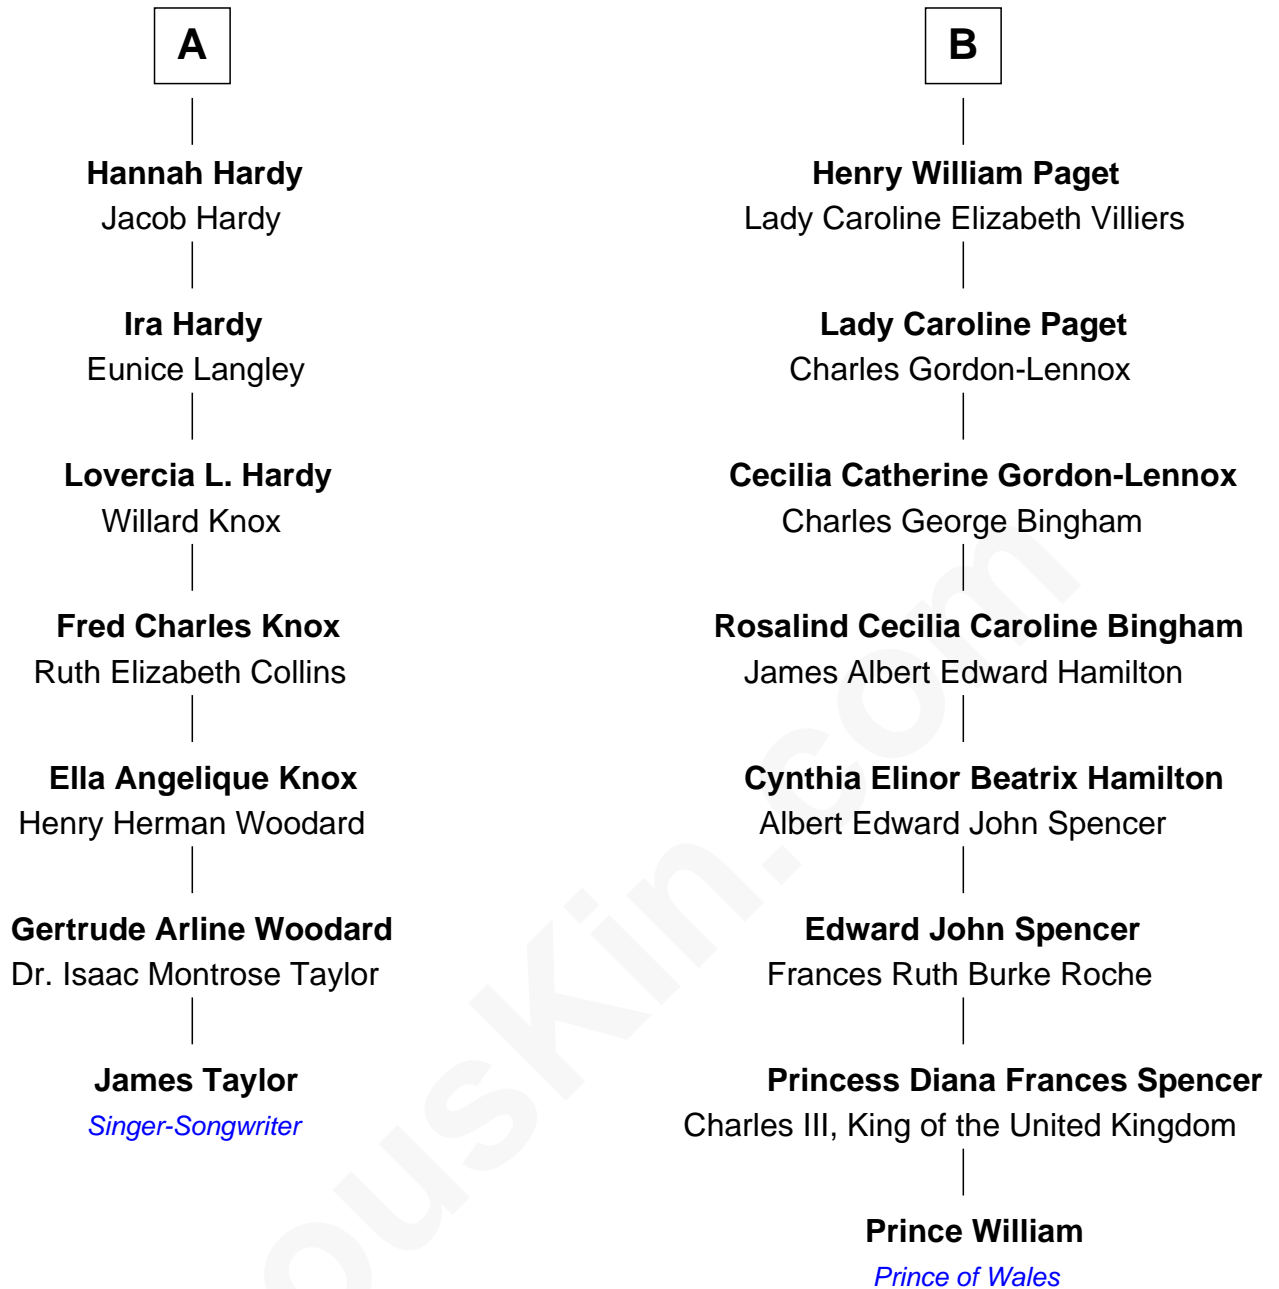 A
Hannah Hardy
Jacob Hardy
Ira Hardy
Eunice Langley
Lovercia L. Hardy
Willard Knox
Fred Charles Knox
Ruth Elizabeth Collins
Ella Angelique Knox
Henry Herman Woodard
Gertrude Arline Woodard
Dr. Isaac Montrose Taylor
James Taylor
Singer-Songwriter
B
Henry William Paget
Lady Caroline Elizabeth Villiers
Lady Caroline Paget
Charles Gordon-Lennox
Cecilia Catherine Gordon-Lennox
Charles George Bingham
Rosalind Cecilia Caroline Bingham
James Albert Edward Hamilton
Cynthia Elinor Beatrix Hamilton
Albert Edward John Spencer
Edward John Spencer
Frances Ruth Burke Roche
Princess Diana Frances Spencer
Charles III, King of the United Kingdom
Prince William
Prince of Wales
ousKin.com